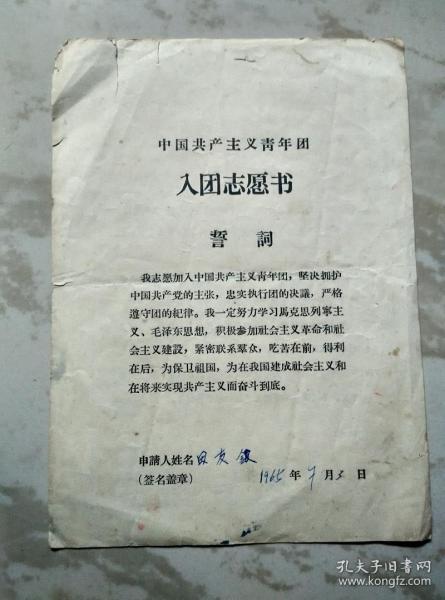 中国共产主义青年团
入团志愿书
誓詞
我志愿加入中国共产主义青年团，坚决拥护
中国共产党的主张，忠实执行团的决議，严格
遵守团的紀律。我一定努力学习馬克思列宁主
义、毛泽东思想，积极参加社会主义革命和社
会主义建設，紧密联系羣众，吃苦在前，得利
在后，为保卫祖国，为在我国建成社会主义和
在将来实现共产主义而奋斗到底。
申請人姓名
(签名盖章) 1965年 月 日
孔夫子旧书网
www.kongfz.com